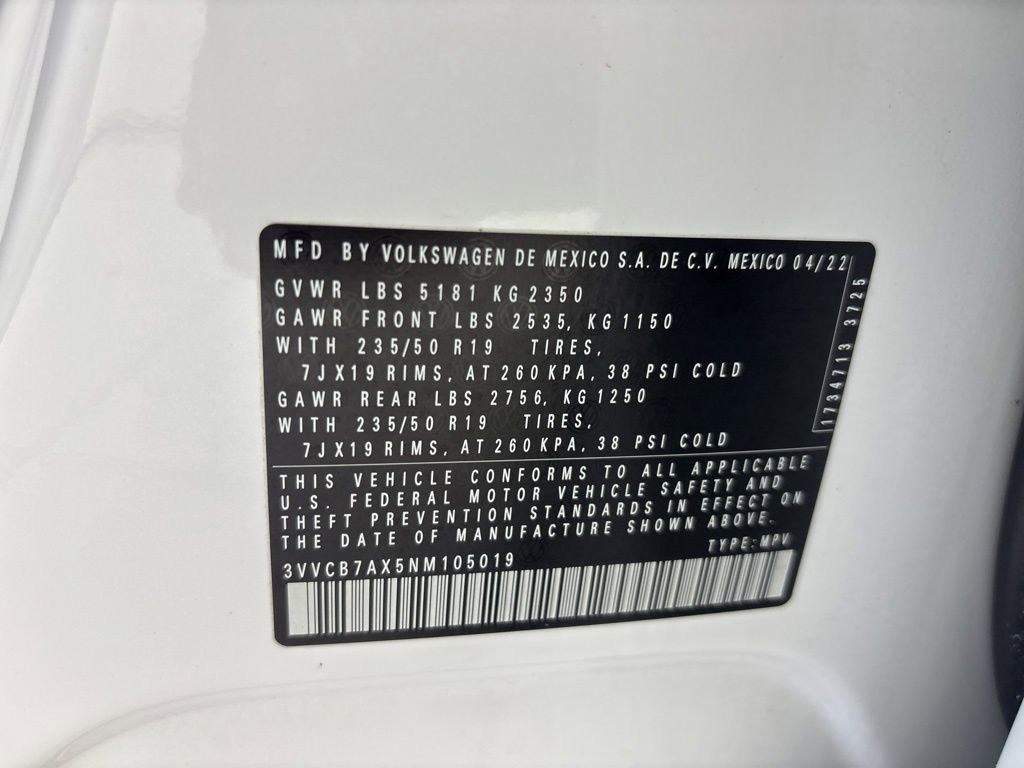 MFD BY VOLKSWAGEN DE MEXICO S.A. DE C.V. MEXICO 04/22
GVWR LBS 5181 KG 2350
GAWR FRONT LBS 2535, KG 1150
WITH 235/50 R19 TIRES,
7JX19 RIMS, AT 260 KPA, 38 PSI COLD
GAWR REAR LBS 2756, KG 1250
WITH 235/50 R19 TIRES,
7JX19 RIMS, AT 260 KPA, 38 PSI COLD
1734713 3725
THIS VEHICLE CONFORMS TO ALL APPLICABLE
U.S. FEDERAL MOTOR VEHICLE SAFETY AND
THEFT PREVENTION STANDARDS IN EFFECT ON
THE DATE OF MANUFACTURE SHOWN ABOVE.
TYPE: MPV
3VVCB7AX5NM105019